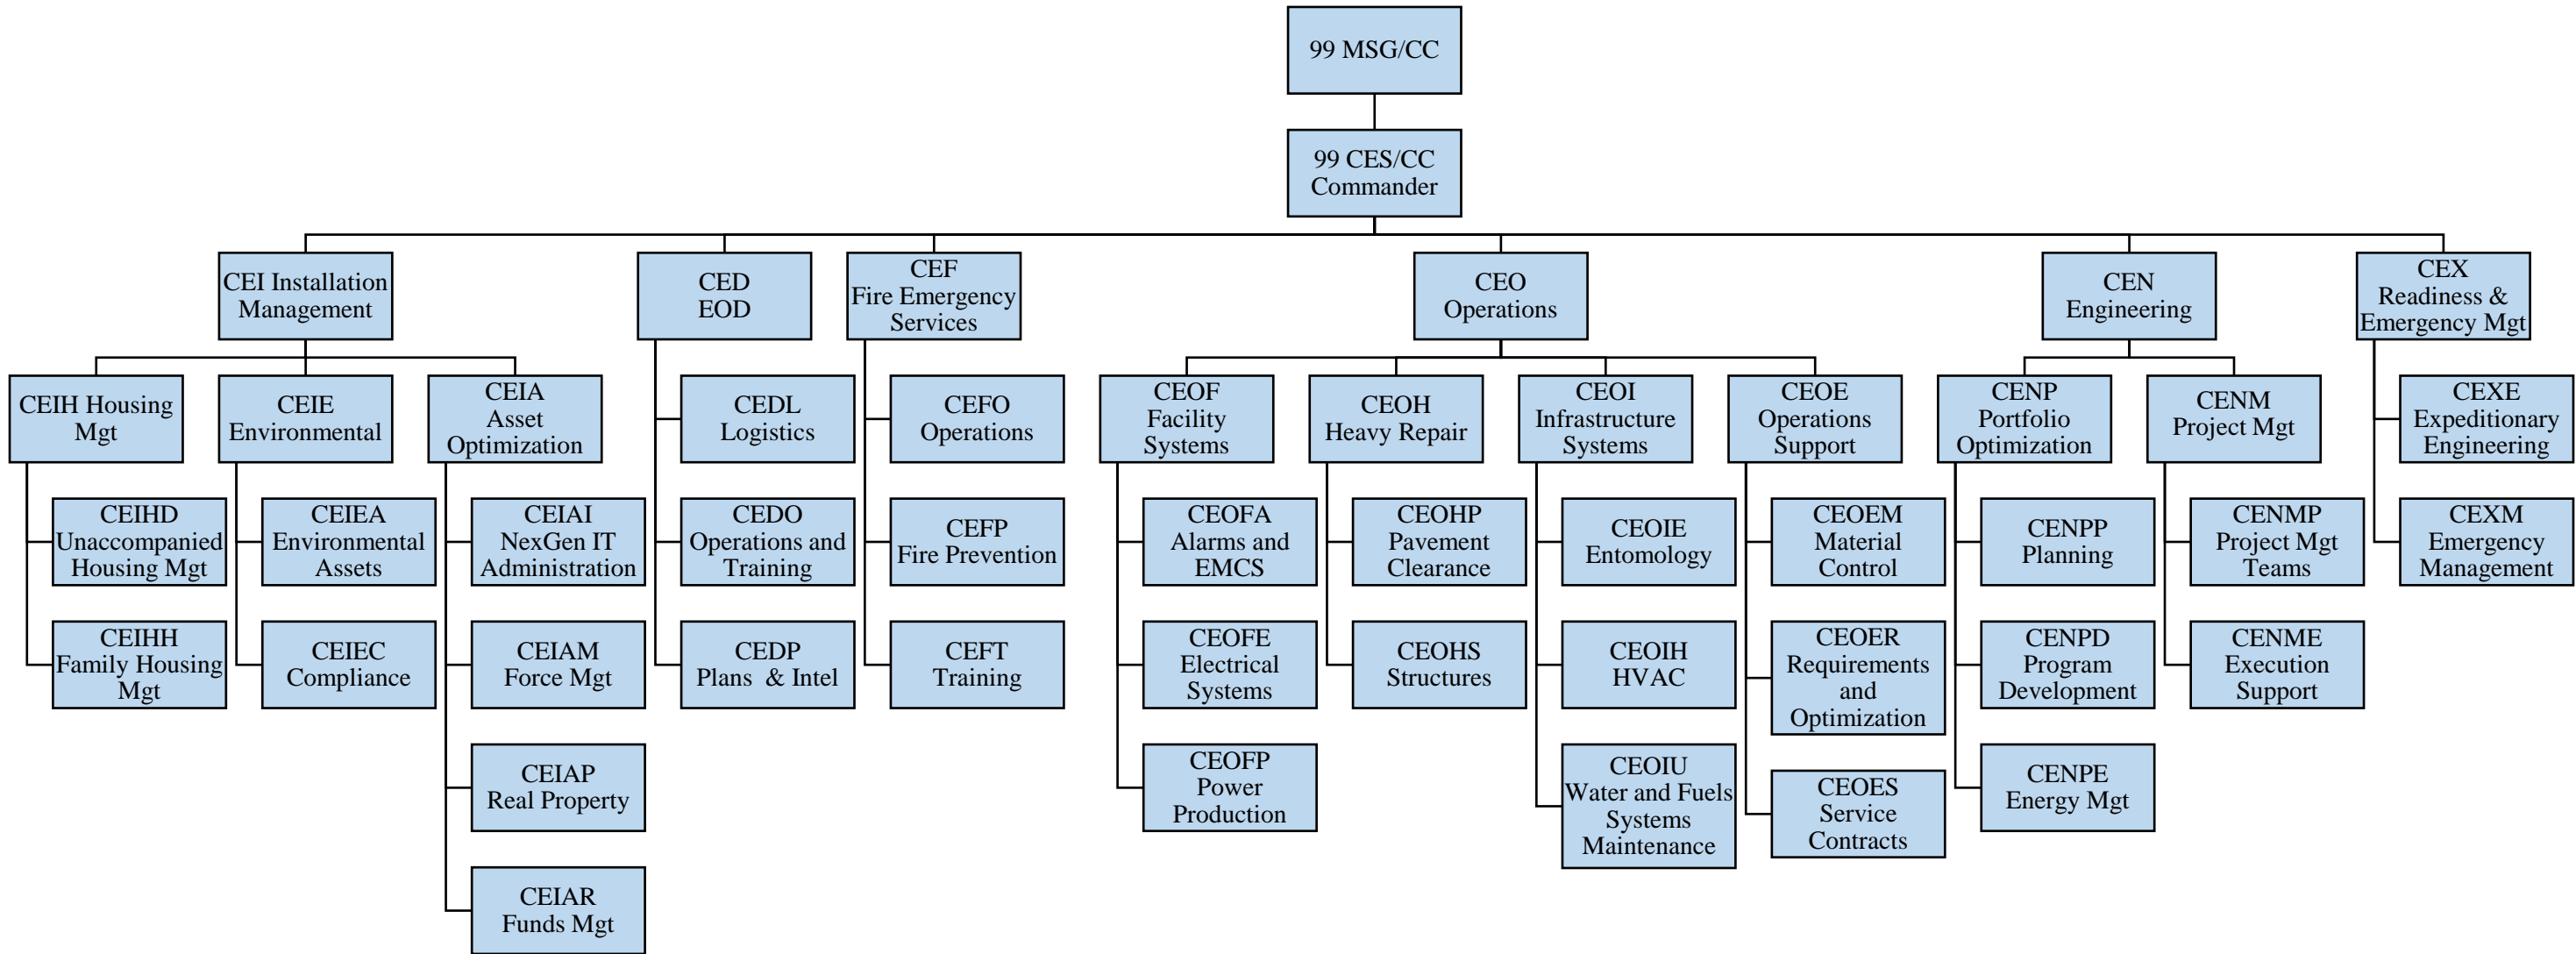 99 MSG/CC
99 CES/CC
Commander
CEI Installation
Management
CED
EOD
CEF
Fire Emergency
Services
CEO
Operations
CEN
Engineering
CEX
Readiness &
Emergency Mgt
CEIH Housing
Mgt
CEIE
Environmental
CEIA
Asset
Optimization
CEDL
Logistics
CEFO
Operations
CEOF
Facility
Systems
CEOH
Heavy Repair
CEOI
Infrastructure
Systems
CEOE
Operations
Support
CENP
Portfolio
Optimization
CENM
Project Mgt
CEXE
Expeditionary
Engineering
CEIHD
Unaccompanied
Housing Mgt
CEIEA
Environmental
Assets
CEIAI
NexGen IT
Administration
CEDO
Operations and
Training
CEFP
Fire Prevention
CEOFA
Alarms and
EMCS
CEOHP
Pavement
Clearance
CEOIE
Entomology
CEOEM
Material
Control
CENPP
Planning
CENMP
Project Mgt
Teams
CEXM
Emergency
Management
CEIHH
Family Housing
Mgt
CEIEC
Compliance
CEIAM
Force Mgt
CEDP
Plans  & Intel
CEFT
Training
CEOFE
Electrical
Systems
CEOHS
Structures
CEOIH
HVAC
CEOER
Requirements
and
Optimization
CENPD
Program
Development
CENME
Execution
Support
CEIAP
Real Property
CEOFP
Power
Production
CEOIU
Water and Fuels
Systems
Maintenance
CEOES
Service
Contracts
CENPE
Energy Mgt
CEIAR
Funds Mgt